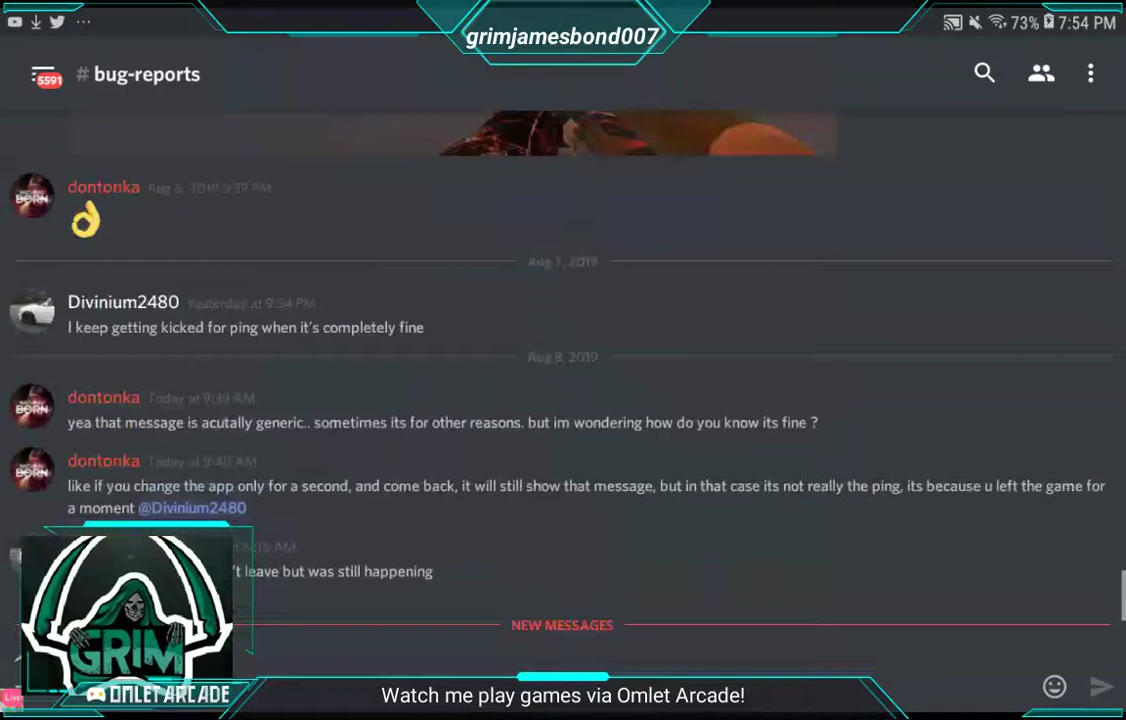 grimjamesbond007
73% 7:54 PM
5591
# bug-reports
dontonka Aug 6, 2019 5:39 PM
👌
Aug 7, 2019
Divinium2480 Yesterday at 9:54 PM
I keep getting kicked for ping when it's completely fine
Aug 8, 2019
dontonka Today at 9:39 AM
yea that message is acutally generic.. sometimes its for other reasons. but im wondering how do you know its fine ?
dontonka Today at 9:40 AM
like if you change the app only for a second, and come back, it will still show that message, but in that case its not really the ping, its because u left the game for
a moment @Divinium2480
AM
't leave but was still happening
NEW MESSAGES
GRIM
Live
OMLET ARCADE
Watch me play games via Omlet Arcade!